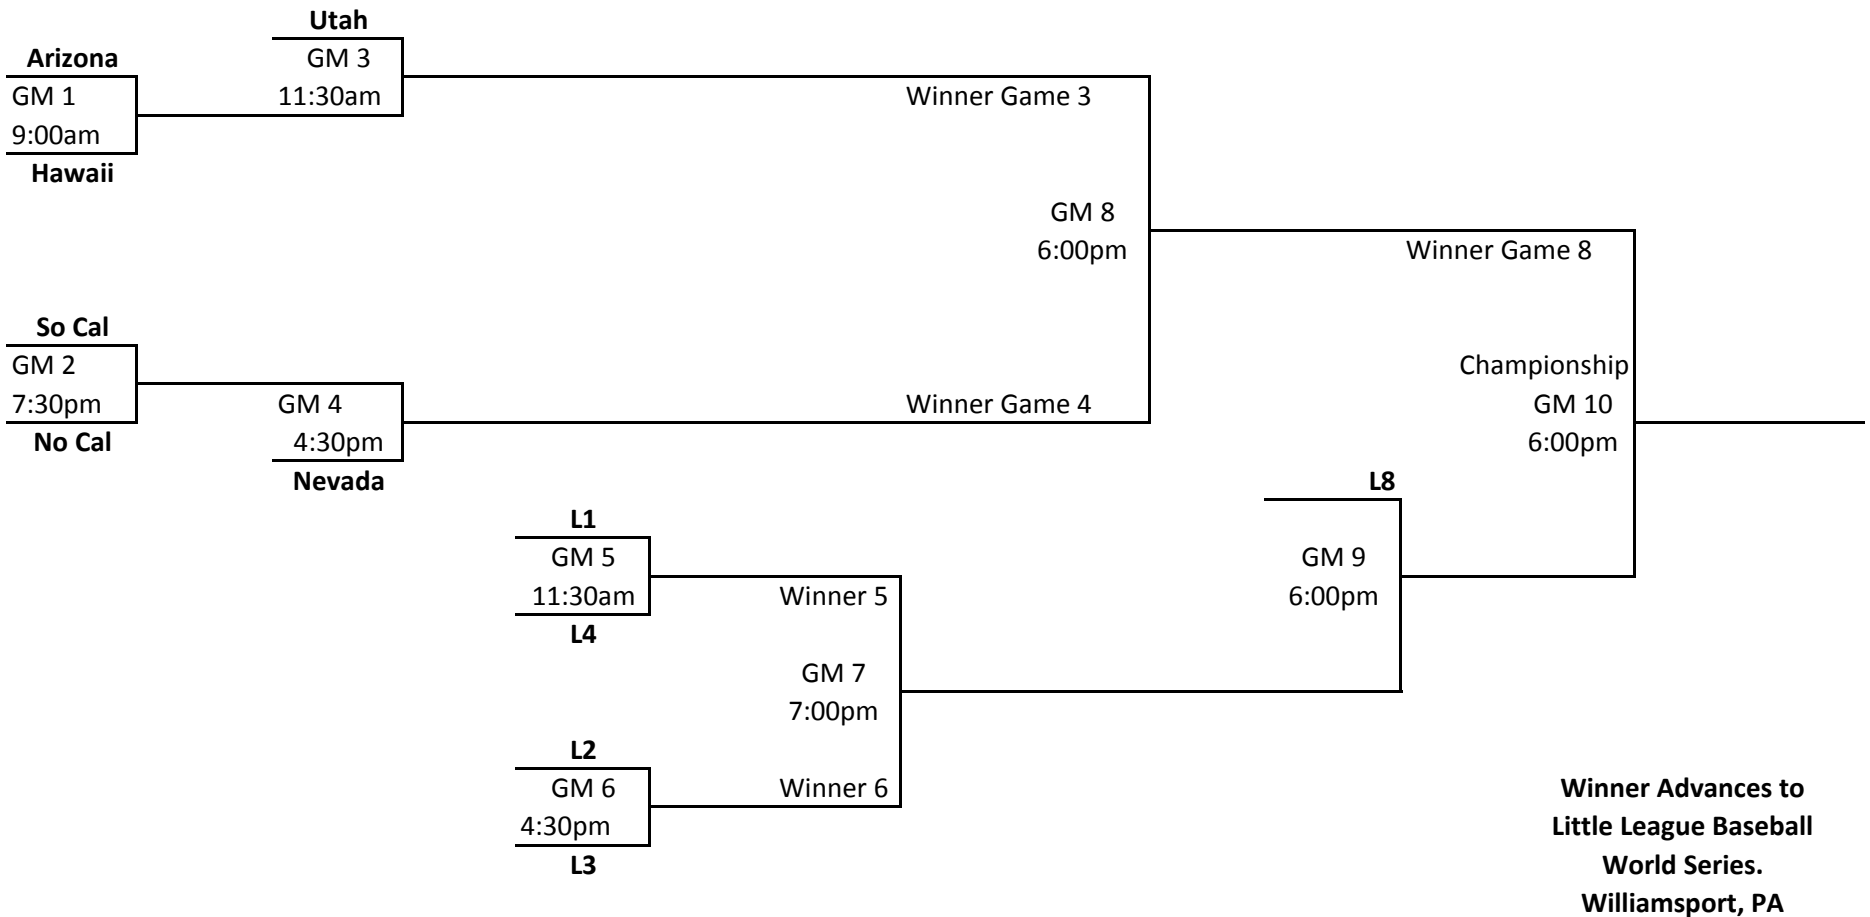 Utah
Arizona
GM 3
GM 1
11:30am
Winner Game 3
9:00am
Hawaii
GM 8
6:00pm
Winner Game 8
So Cal
GM 2
Championship
7:30pm
GM 4
Winner Game 4
GM 10
No Cal
4:30pm
6:00pm
Nevada
L8
L1
GM 5
GM 9
11:30am
Winner 5
6:00pm
L4
GM 7
7:00pm
L2
GM 6
Winner 6
4:30pm
L3
Winner Advances to
Little League Baseball
World Series.
Williamsport, PA